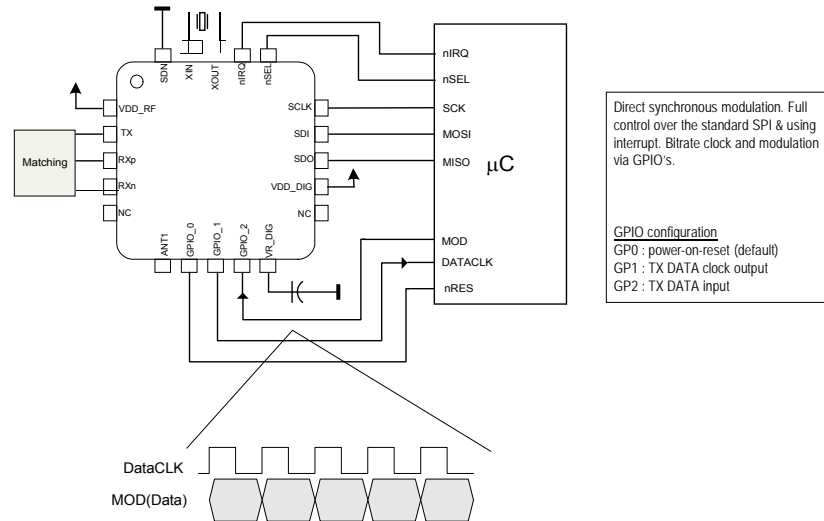 SDN
XIN
XOUT
nIRQ
nSEL
VDD_RF
TX
RXp
RXn
NC
SCLK
SDI
SDO
VDD_DIG
NC
ANT1
GPIO_0
GPIO_1
GPIO_2
VR_DIG
Matching
nIRQ
nSEL
SCK
MOSI
MISO
μC
MOD
DATACLK
nRES
Direct synchronous modulation. Full
control over the standard SPI & using
interrupt. Bitrate clock and modulation
via GPIO's.
GPIO configuration
GP0 : power-on-reset (default)
GP1 : TX DATA clock output
GP2 : TX DATA input
DataCLK
MOD(Data)